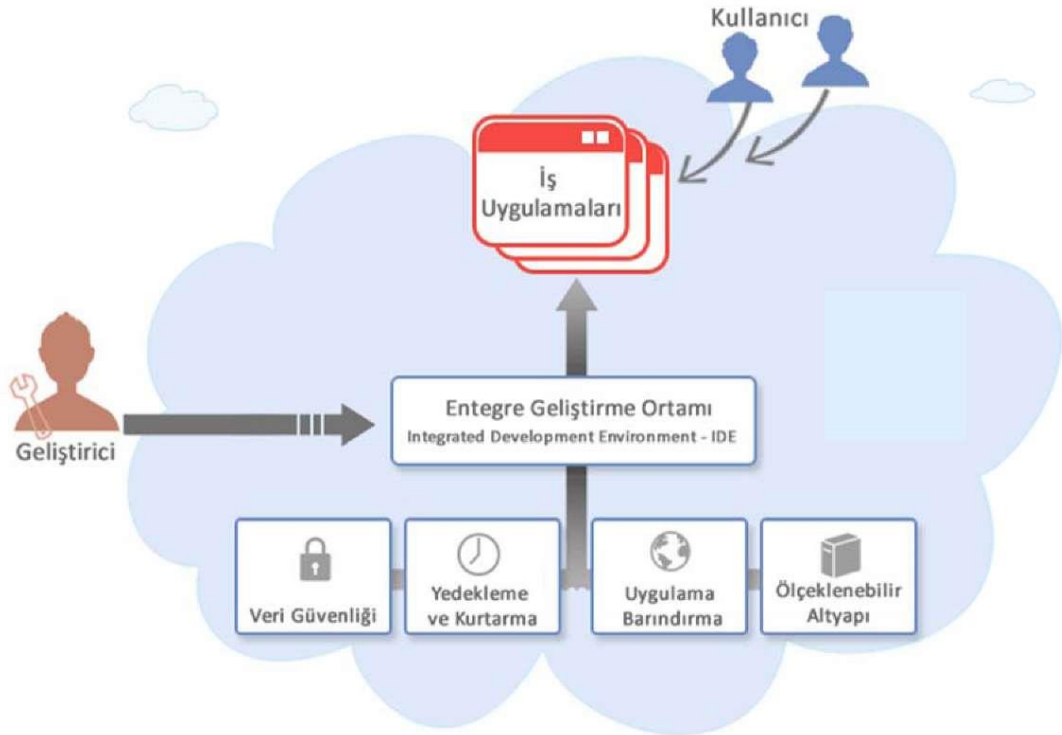 Kullanıcı
İş
Uygulamaları
Entegre Geliştirme Ortamı
Integrated Development Environment - IDE
Geliştirici
Veri Güvenliği
Yedekleme
ve Kurtarma
Uygulama
Barındırma
Ölçeklenebilir
Altyapı